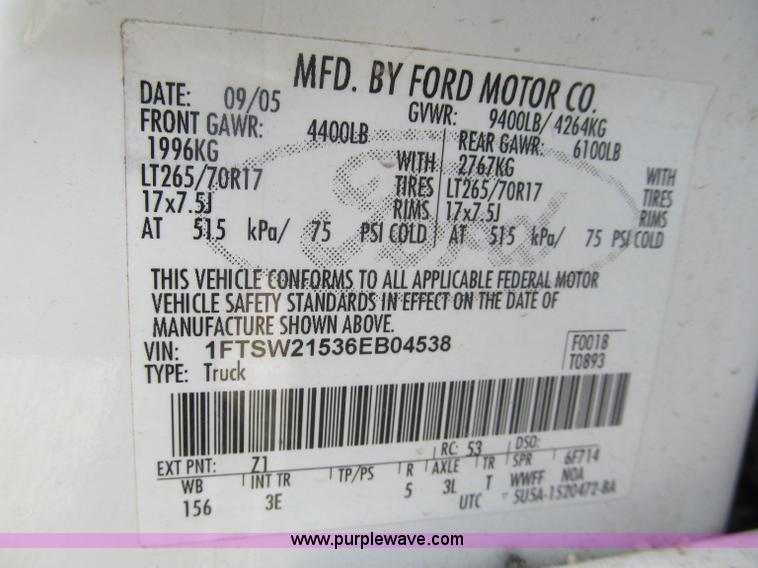 MFD. BY FORD MOTOR CO.
DATE: 09/05 GVWR: 9400LB/ 4264KG
FRONT GAWR: 4400LB REAR GAWR: 6100LB
1996KG WITH 2767KG WITH
LT265/70R17 TIRES LT265/70R17 TIRES
17x7.5J RIMS 17x7.5J RIMS
AT 515 kPa/ 75 PSI COLD AT 515 kPa/ 75 PSI COLD
Ford
THIS VEHICLE CONFORMS TO ALL APPLICABLE FEDERAL MOTOR
VEHICLE SAFETY STANDARDS IN EFFECT ON THE DATE OF
MANUFACTURE SHOWN ABOVE.
VIN: 1FTSW21536EB04538 F0018
TYPE: Truck T0893
EXT PNT: Z1 RC: 53 DSO:
WB INT TR TP/PS R AXLE TR SPR 6F714
156 3E 5 3L T WWFF NOA
UTC 5USA-1520472-BA
www.purplewave.com